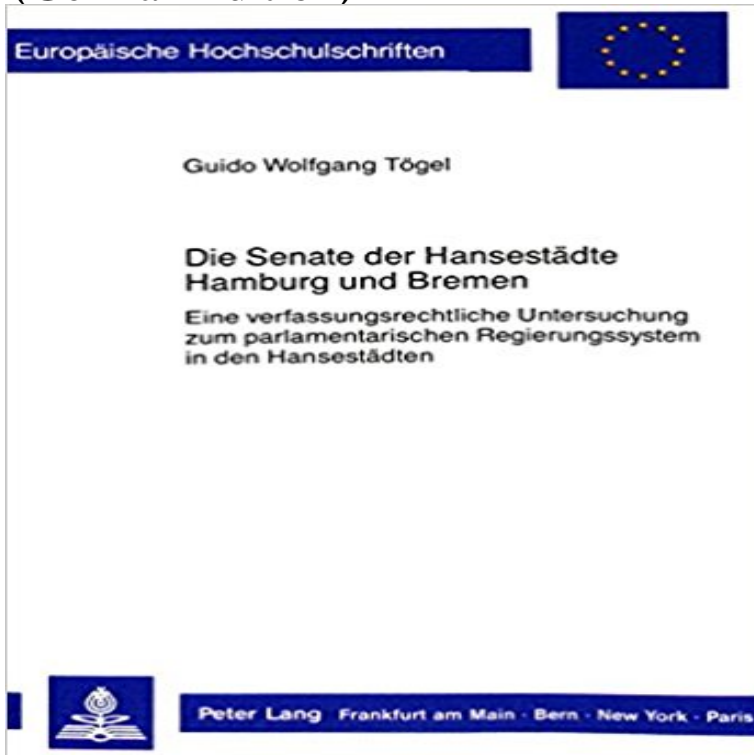 Europäische Hochschulschriften
Guido Wolfgang Tögel
Die Senate der Hansestädte
Hamburg und Bremen
Eine verfassungsrechtliche Untersuchung
zum parlamentarischen Regierungssystem
in den Hansestädten
Peter Lang Frankfurt am Main · Bern · New York · Paris